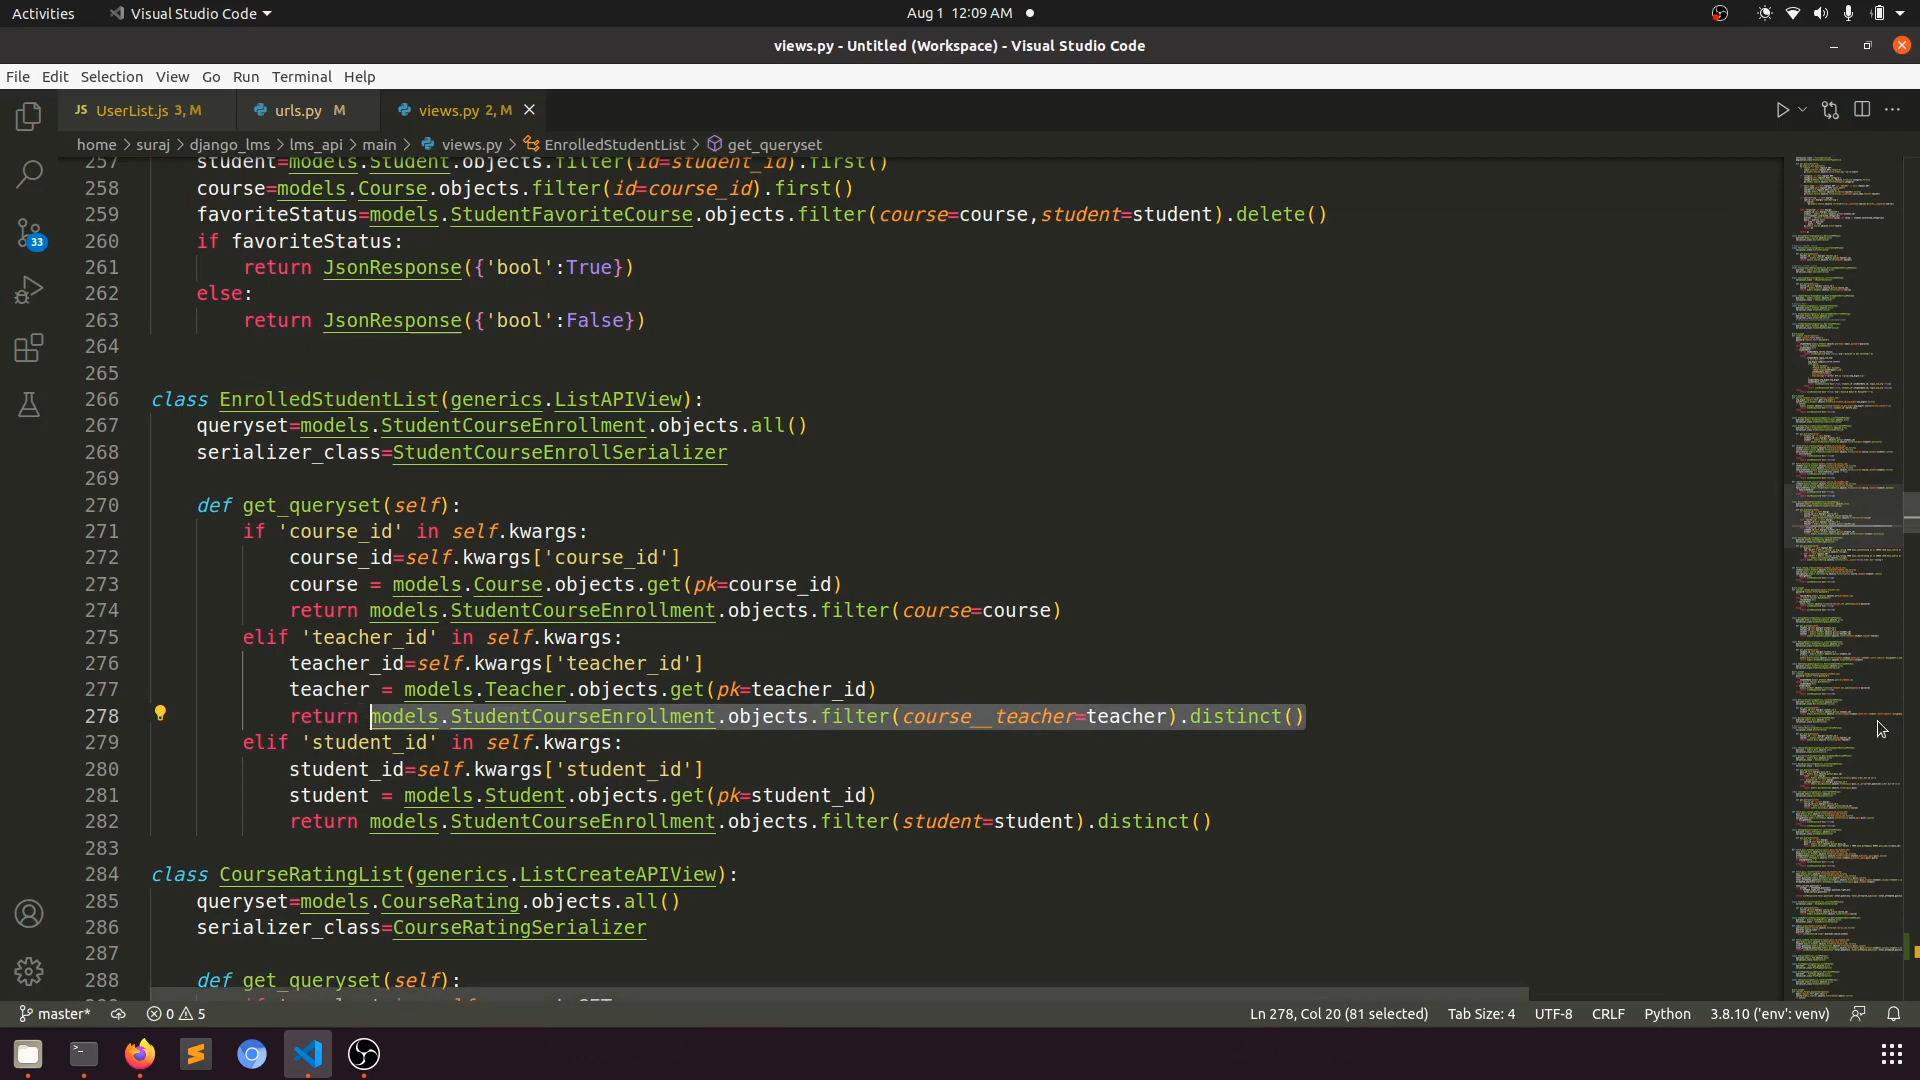 Activities
Visual Studio Code
Aug 1 12:09 AM
views.py - Untitled (Workspace) - Visual Studio Code
File Edit Selection View Go Run Terminal Help
JS UserList.js 3, M
urls.py M
views.py 2, M
home > suraj > django_lms > lms_api > main > views.py > EnrolledStudentList > get_queryset
257 student=models.Student.objects.filter(id=student_id).first()
258 course=models.Course.objects.filter(id=course_id).first()
259 favoriteStatus=models.StudentFavoriteCourse.objects.filter(course=course,student=student).delete()
260 if favoriteStatus:
261 return JsonResponse({'bool':True})
262 else:
263 return JsonResponse({'bool':False})
264
265
266 class EnrolledStudentList(generics.ListAPIView):
267 queryset=models.StudentCourseEnrollment.objects.all()
268 serializer_class=StudentCourseEnrollSerializer
269
270 def get_queryset(self):
271 if 'course_id' in self.kwargs:
272 course_id=self.kwargs['course_id']
273 course = models.Course.objects.get(pk=course_id)
274 return models.StudentCourseEnrollment.objects.filter(course=course)
275 elif 'teacher_id' in self.kwargs:
276 teacher_id=self.kwargs['teacher_id']
277 teacher = models.Teacher.objects.get(pk=teacher_id)
278 return models.StudentCourseEnrollment.objects.filter(course__teacher=teacher).distinct()
279 elif 'student_id' in self.kwargs:
280 student_id=self.kwargs['student_id']
281 student = models.Student.objects.get(pk=student_id)
282 return models.StudentCourseEnrollment.objects.filter(student=student).distinct()
283
284 class CourseRatingList(generics.ListCreateAPIView):
285 queryset=models.CourseRating.objects.all()
286 serializer_class=CourseRatingSerializer
287
288 def get_queryset(self):
33
master* 0 5
Ln 278, Col 20 (81 selected) Tab Size: 4 UTF-8 CRLF Python 3.8.10 ('env': venv)